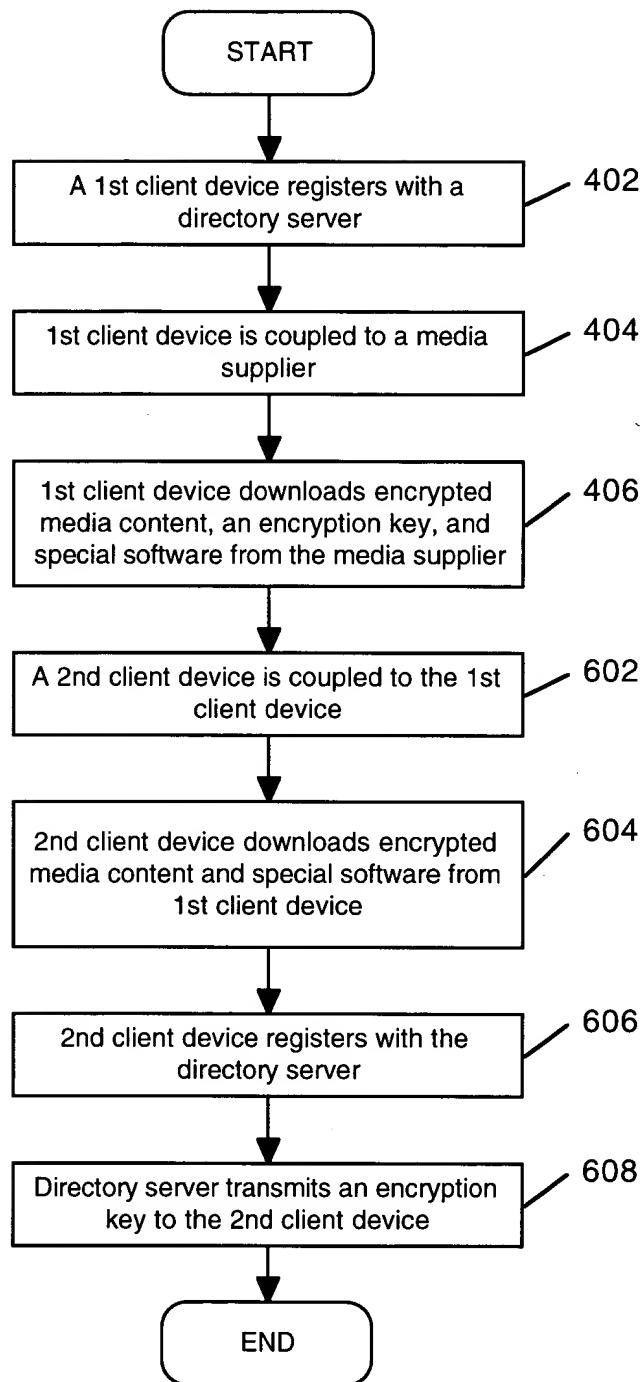 START
A 1st client device registers with a
directory server
402
1st client device is coupled to a media
supplier
404
1st client device downloads encrypted
media content, an encryption key, and
special software from the media supplier
406
A 2nd client device is coupled to the 1st
client device
602
2nd client device downloads encrypted
media content and special software from
1st client device
604
2nd client device registers with the
directory server
606
Directory server transmits an encryption
key to the 2nd client device
608
END